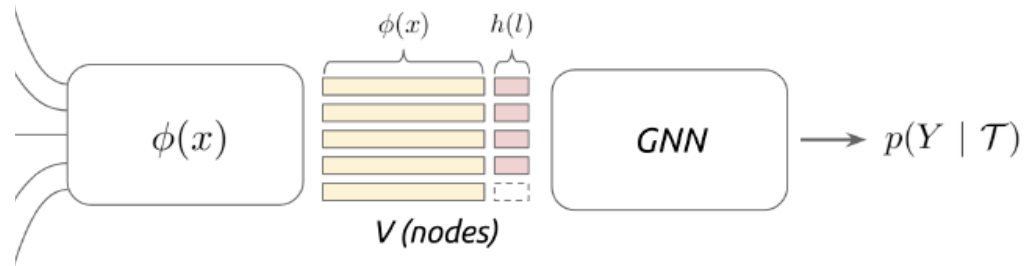 ϕ(x) h(l)
ϕ(x) GNN p(Y | 𝒯)
V (nodes)